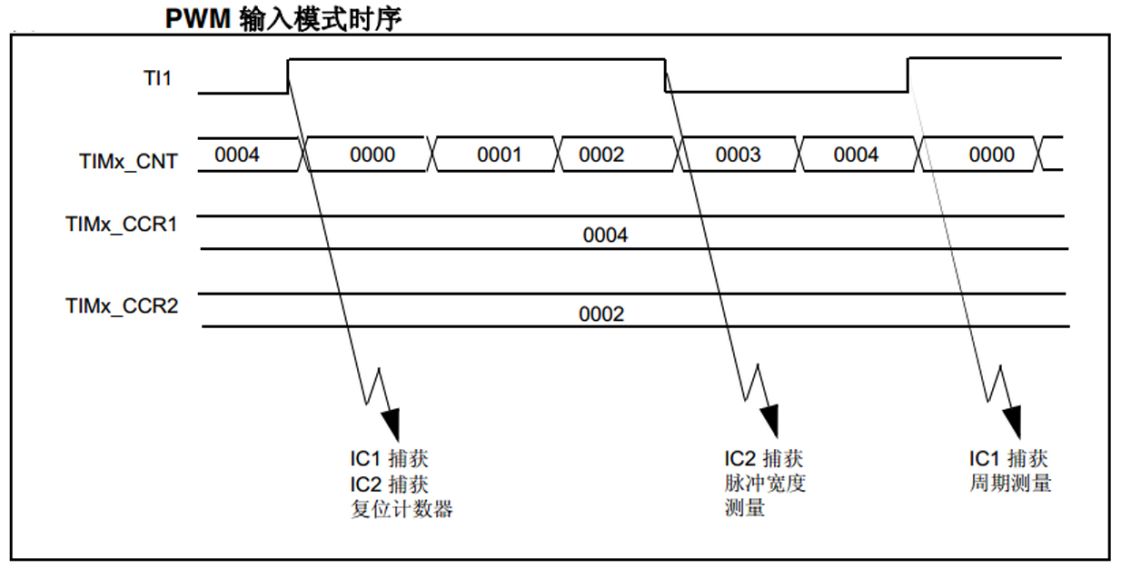 PWM 输入模式时序
TI1
TIMx_CNT 0004 0000 0001 0002 0003 0004 0000
TIMx_CCR1 0004
TIMx_CCR2 0002
IC1 捕获
IC2 捕获
复位计数器
IC2 捕获
脉冲宽度
测量
IC1 捕获
周期测量